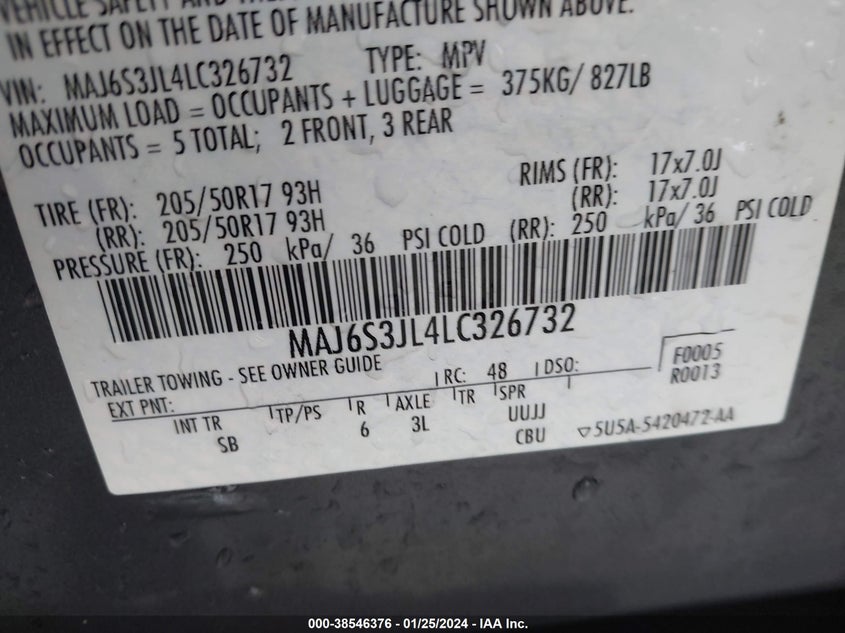 VEHICLE SAFETY AND
IN EFFECT ON THE DATE OF MANUFACTURE SHOWN ABOVE.
VIN: MAJ6S3JL4LC326732 TYPE: MPV
MAXIMUM LOAD = OCCUPANTS + LUGGAGE = 375KG/ 827LB
OCCUPANTS = 5 TOTAL; 2 FRONT, 3 REAR
TIRE (FR): 205/50R17 93H RIMS (FR): 17x7.0J
(RR): 205/50R17 93H (RR): 17x7.0J
PRESSURE (FR): 250 kPa/ 36 PSI COLD (RR): 250 kPa/ 36 PSI COLD
MAJ6S3JL4LC326732
TRAILER TOWING - SEE OWNER GUIDE
EXT PNT: RC: 48 DSO: F0005
R0013
INT TR TP/PS R AXLE TR SPR
SB 6 3L UUJJ
CBU ▽5U5A-5420472-AA
000-38546376 - 01/25/2024 - IAA Inc.